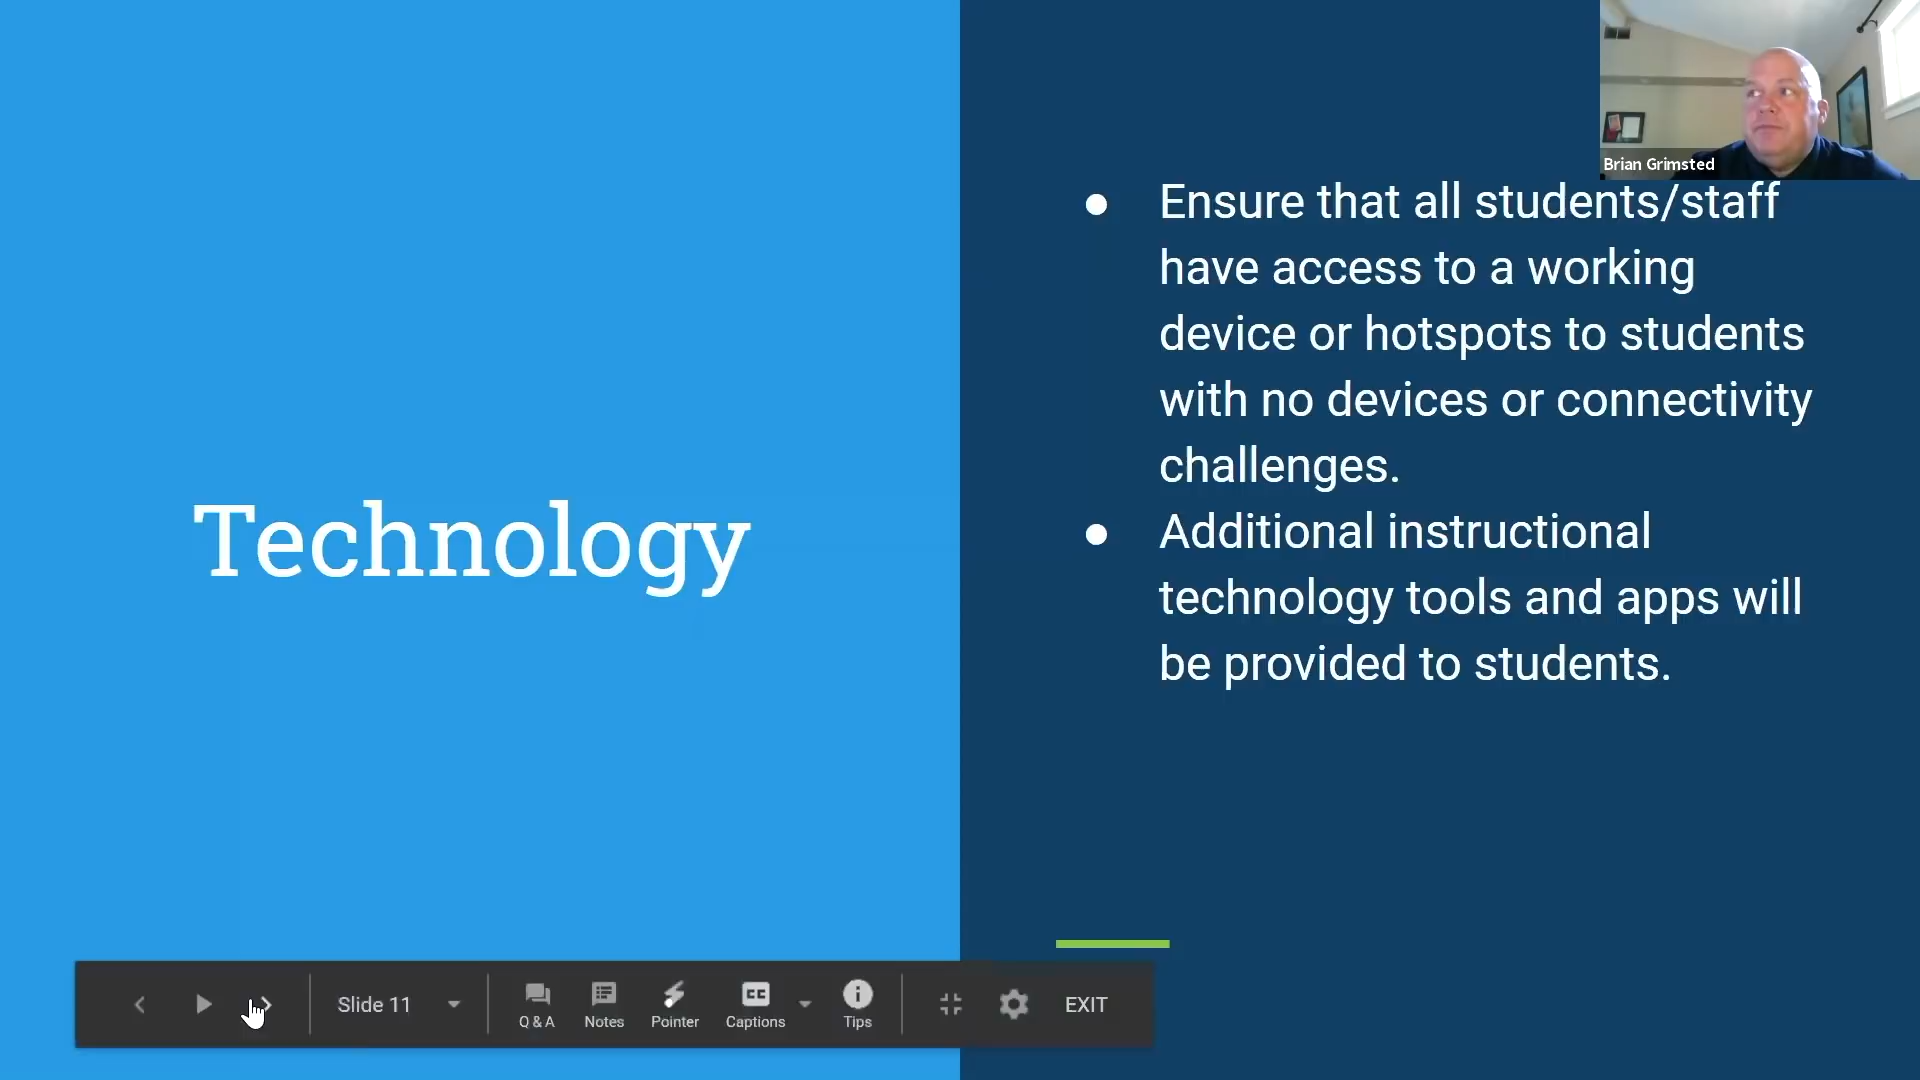 Brian Grimsted
Technology
● Ensure that all students/staff
have access to a working
device or hotspots to students
with no devices or connectivity
challenges.
● Additional instructional
technology tools and apps will
be provided to students.
Slide 11
Q & A
Notes
Pointer
CC
Captions
Tips
EXIT